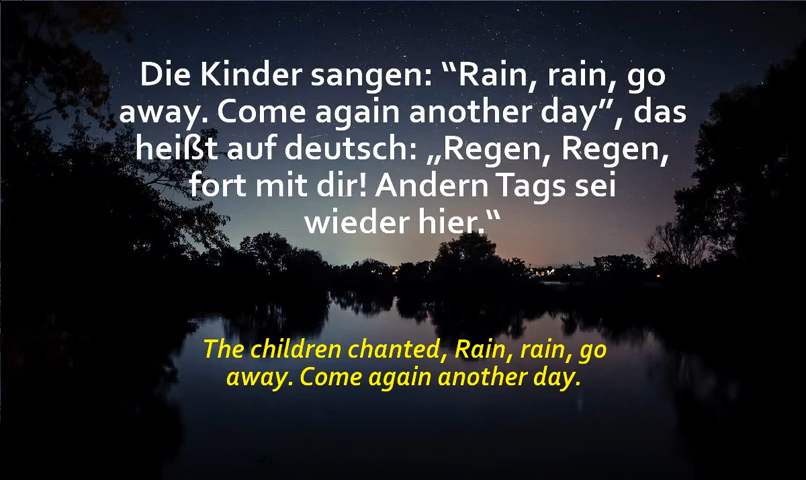 Die Kinder sangen: “Rain, rain, go
away. Come again another day”, das
heißt auf deutsch: „Regen, Regen,
fort mit dir! Andern Tags sei
wieder hier.“
The children chanted, Rain, rain, go
away. Come again another day.